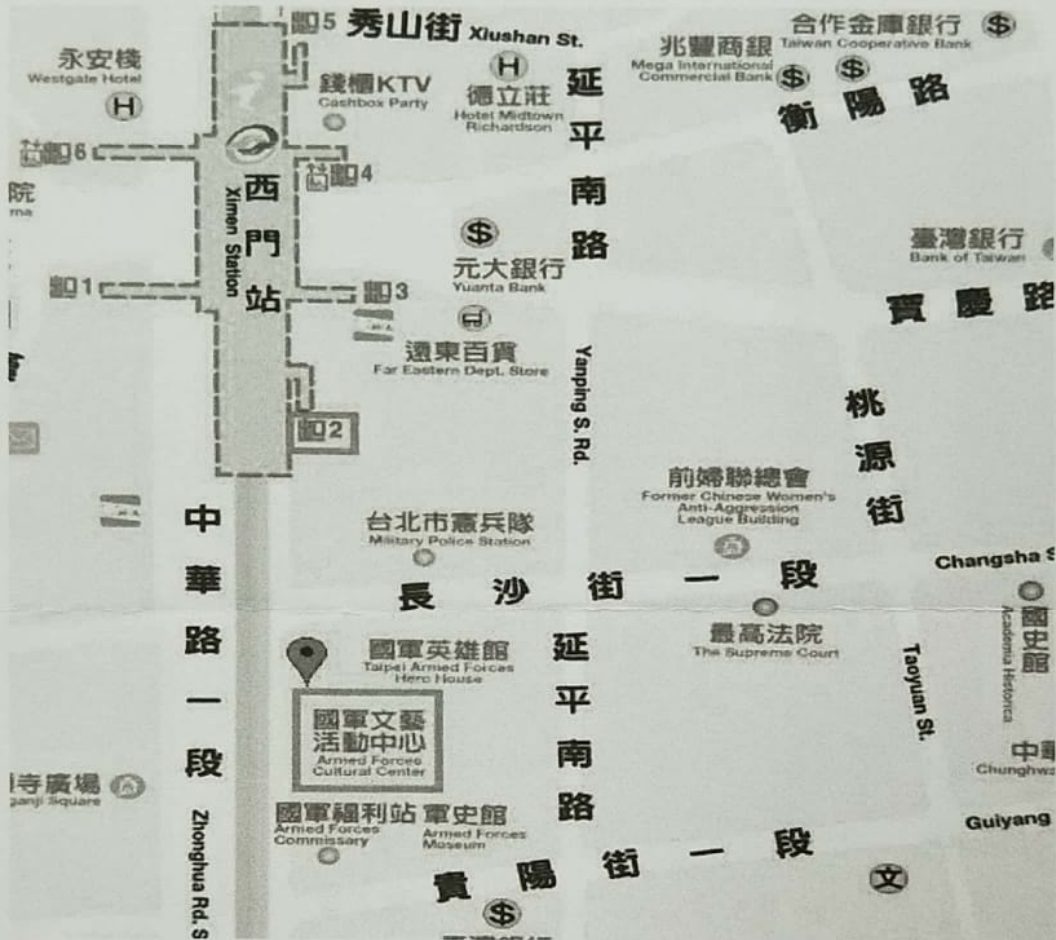 5
秀山街 Xiushan St.
永安棧
Westgate Hotel
H
錢櫃KTV
Cashbox Party
H
德立莊
Hotel Midtown
Richardson
兆豐商銀
Mega International
Commercial Bank
$
合作金庫銀行
Taiwan Cooperative Bank
$
$
衡陽路
延平南路
6
4
西門站
Ximen Station
院
$
元大銀行
Yuanta Bank
臺灣銀行
Bank of Taiwan
寶慶路
1
3
遠東百貨
Far Eastern Dept. Store
Yanping S. Rd.
2
桃源街
前婦聯總會
Former Chinese Women's
Anti-Aggression
League Building
中華路一段
台北市憲兵隊
Military Police Station
長沙街一段
Changsha S
國軍英雄館
Taipei Armed Forces
Hero House
延平南路
最高法院
The Supreme Court
Taoyuan St.
國史館
Academia Historica
國軍文藝
活動中心
Armed Forces
Cultural Center
寺廣場
ganji Square
中華
Chunghwa
國軍福利站
Armed Forces
Commissary
軍史館
Armed Forces
Museum
Zhonghua Rd. S
Guiyang
貴陽街一段
文
$